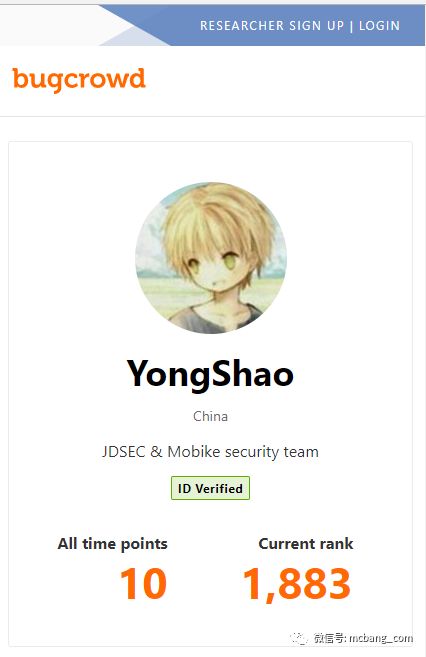 RESEARCHER SIGN UP | LOGIN
bugcrowd
YongShao
China
JDSEC & Mobike security team
ID Verified
All time points Current rank
10 1,883
微信号: mcbang_com